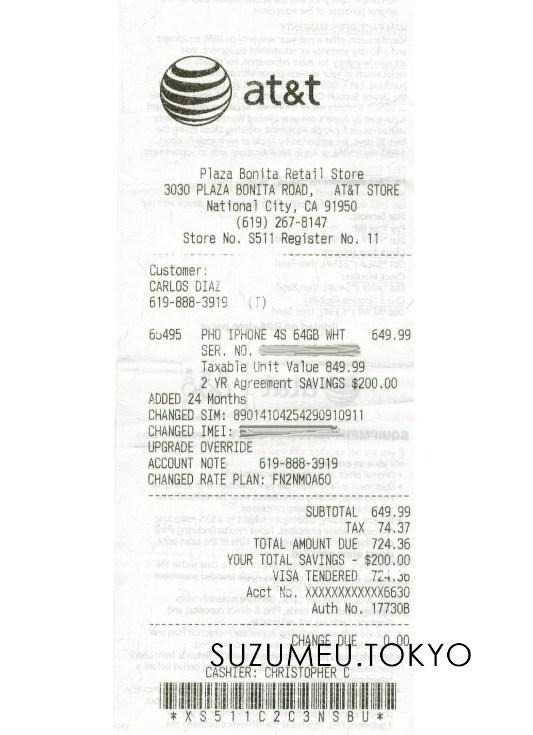 at&t
Plaza Bonita Retail Store
3030 PLAZA BONITA ROAD, AT&T STORE
National City, CA 91950
(619) 267-8147
Store No. S511 Register No. 11
Customer:
CARLOS DIAZ
619-888-3919 (T)
65495 PHO IPHONE 4S 64GB WHT 649.99
SER. NO.
Taxable Unit Value 849.99
2 YR Agreement SAVINGS $200.00
ADDED 24 Months
CHANGED SIM: 89014104254290910911
CHANGED IMEI:
UPGRADE OVERRIDE
ACCOUNT NOTE 619-888-3919
CHANGED RATE PLAN: FN2NMOA60
SUBTOTAL 649.99
TAX 74.37
TOTAL AMOUNT DUE 724.36
YOUR TOTAL SAVINGS - $200.00
VISA TENDERED 724.36
Acct No. XXXXXXXXXXXX6630
Auth No. 17730B
CHANGE DUE 0.00
SUZUMEU.TOKYO
CASHIER: CHRISTOPHER C
*XS511C2C3NSBU*